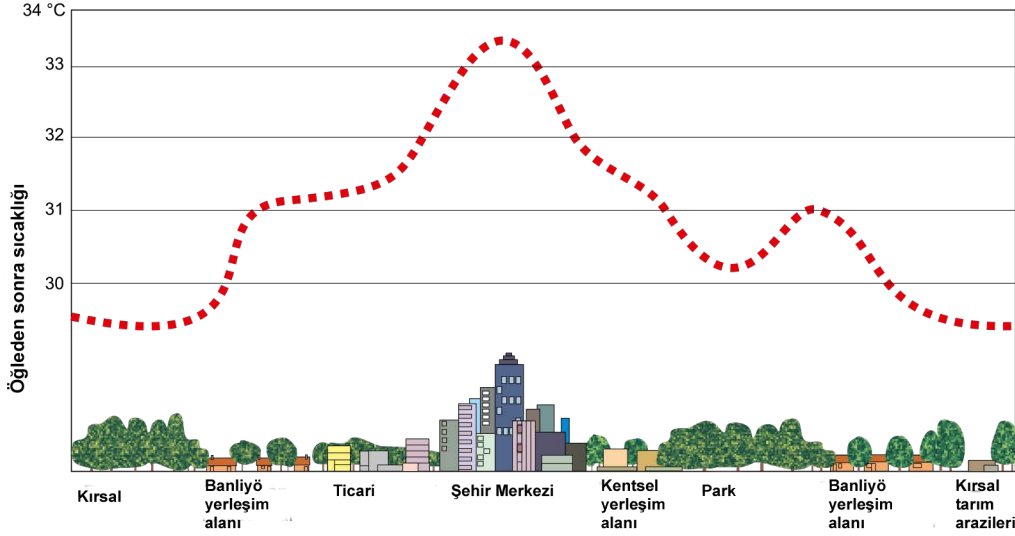 34 °C
33
32
31
30
Öğleden sonra sıcaklığı
Kırsal
Banliyö
yerleşim
alanı
Ticari
Şehir Merkezi
Kentsel
yerleşim
alanı
Park
Banliyö
yerleşim
alanı
Kırsal
tarım
arazileri